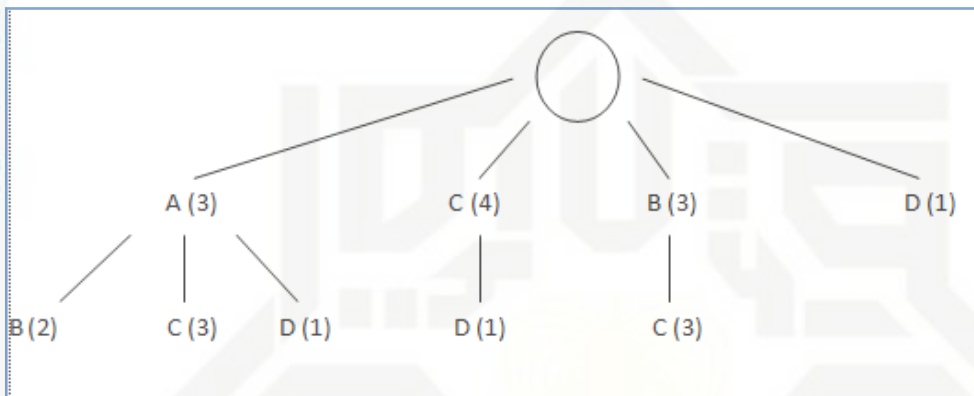 A (3) C (4) B (3) D (1)
B (2) C (3) D (1) D (1) C (3)